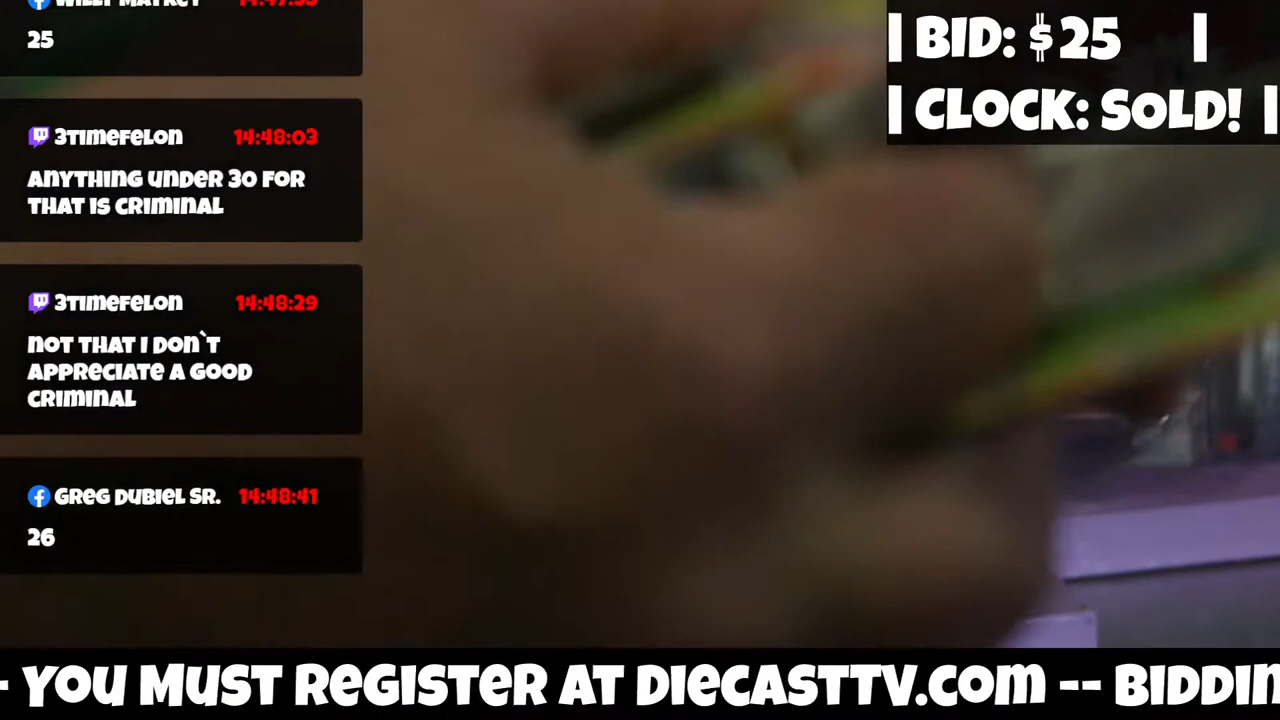 25
3TimeFelon 14:48:03
ANYTHING UNDER 30 FOR
THAT IS CRIMINAL
3TimeFelon 14:48:29
NOT THAT I DON`T
APPRECIATE A GOOD
CRIMINAL
GREG DUBIEL SR. 14:48:41
26
| BID: $25 |
| CLOCK: SOLD! |
- YOU MUST REGISTER AT DIECASTTV.COM -- BIDDIN